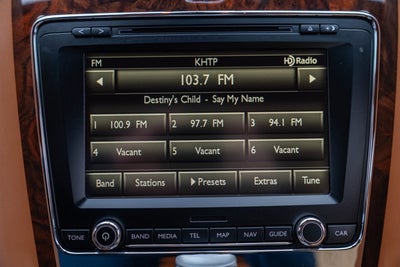 FM KHTP HD Radio
103.7 FM
Destiny's Child - Say My Name
1 100.9 FM 2 97.7 FM 3 94.1 FM
4 Vacant 5 Vacant 6 Vacant
Band Stations Presets Extras Tune
TONE BAND MEDIA TEL MAP NAV GUIDE CAR